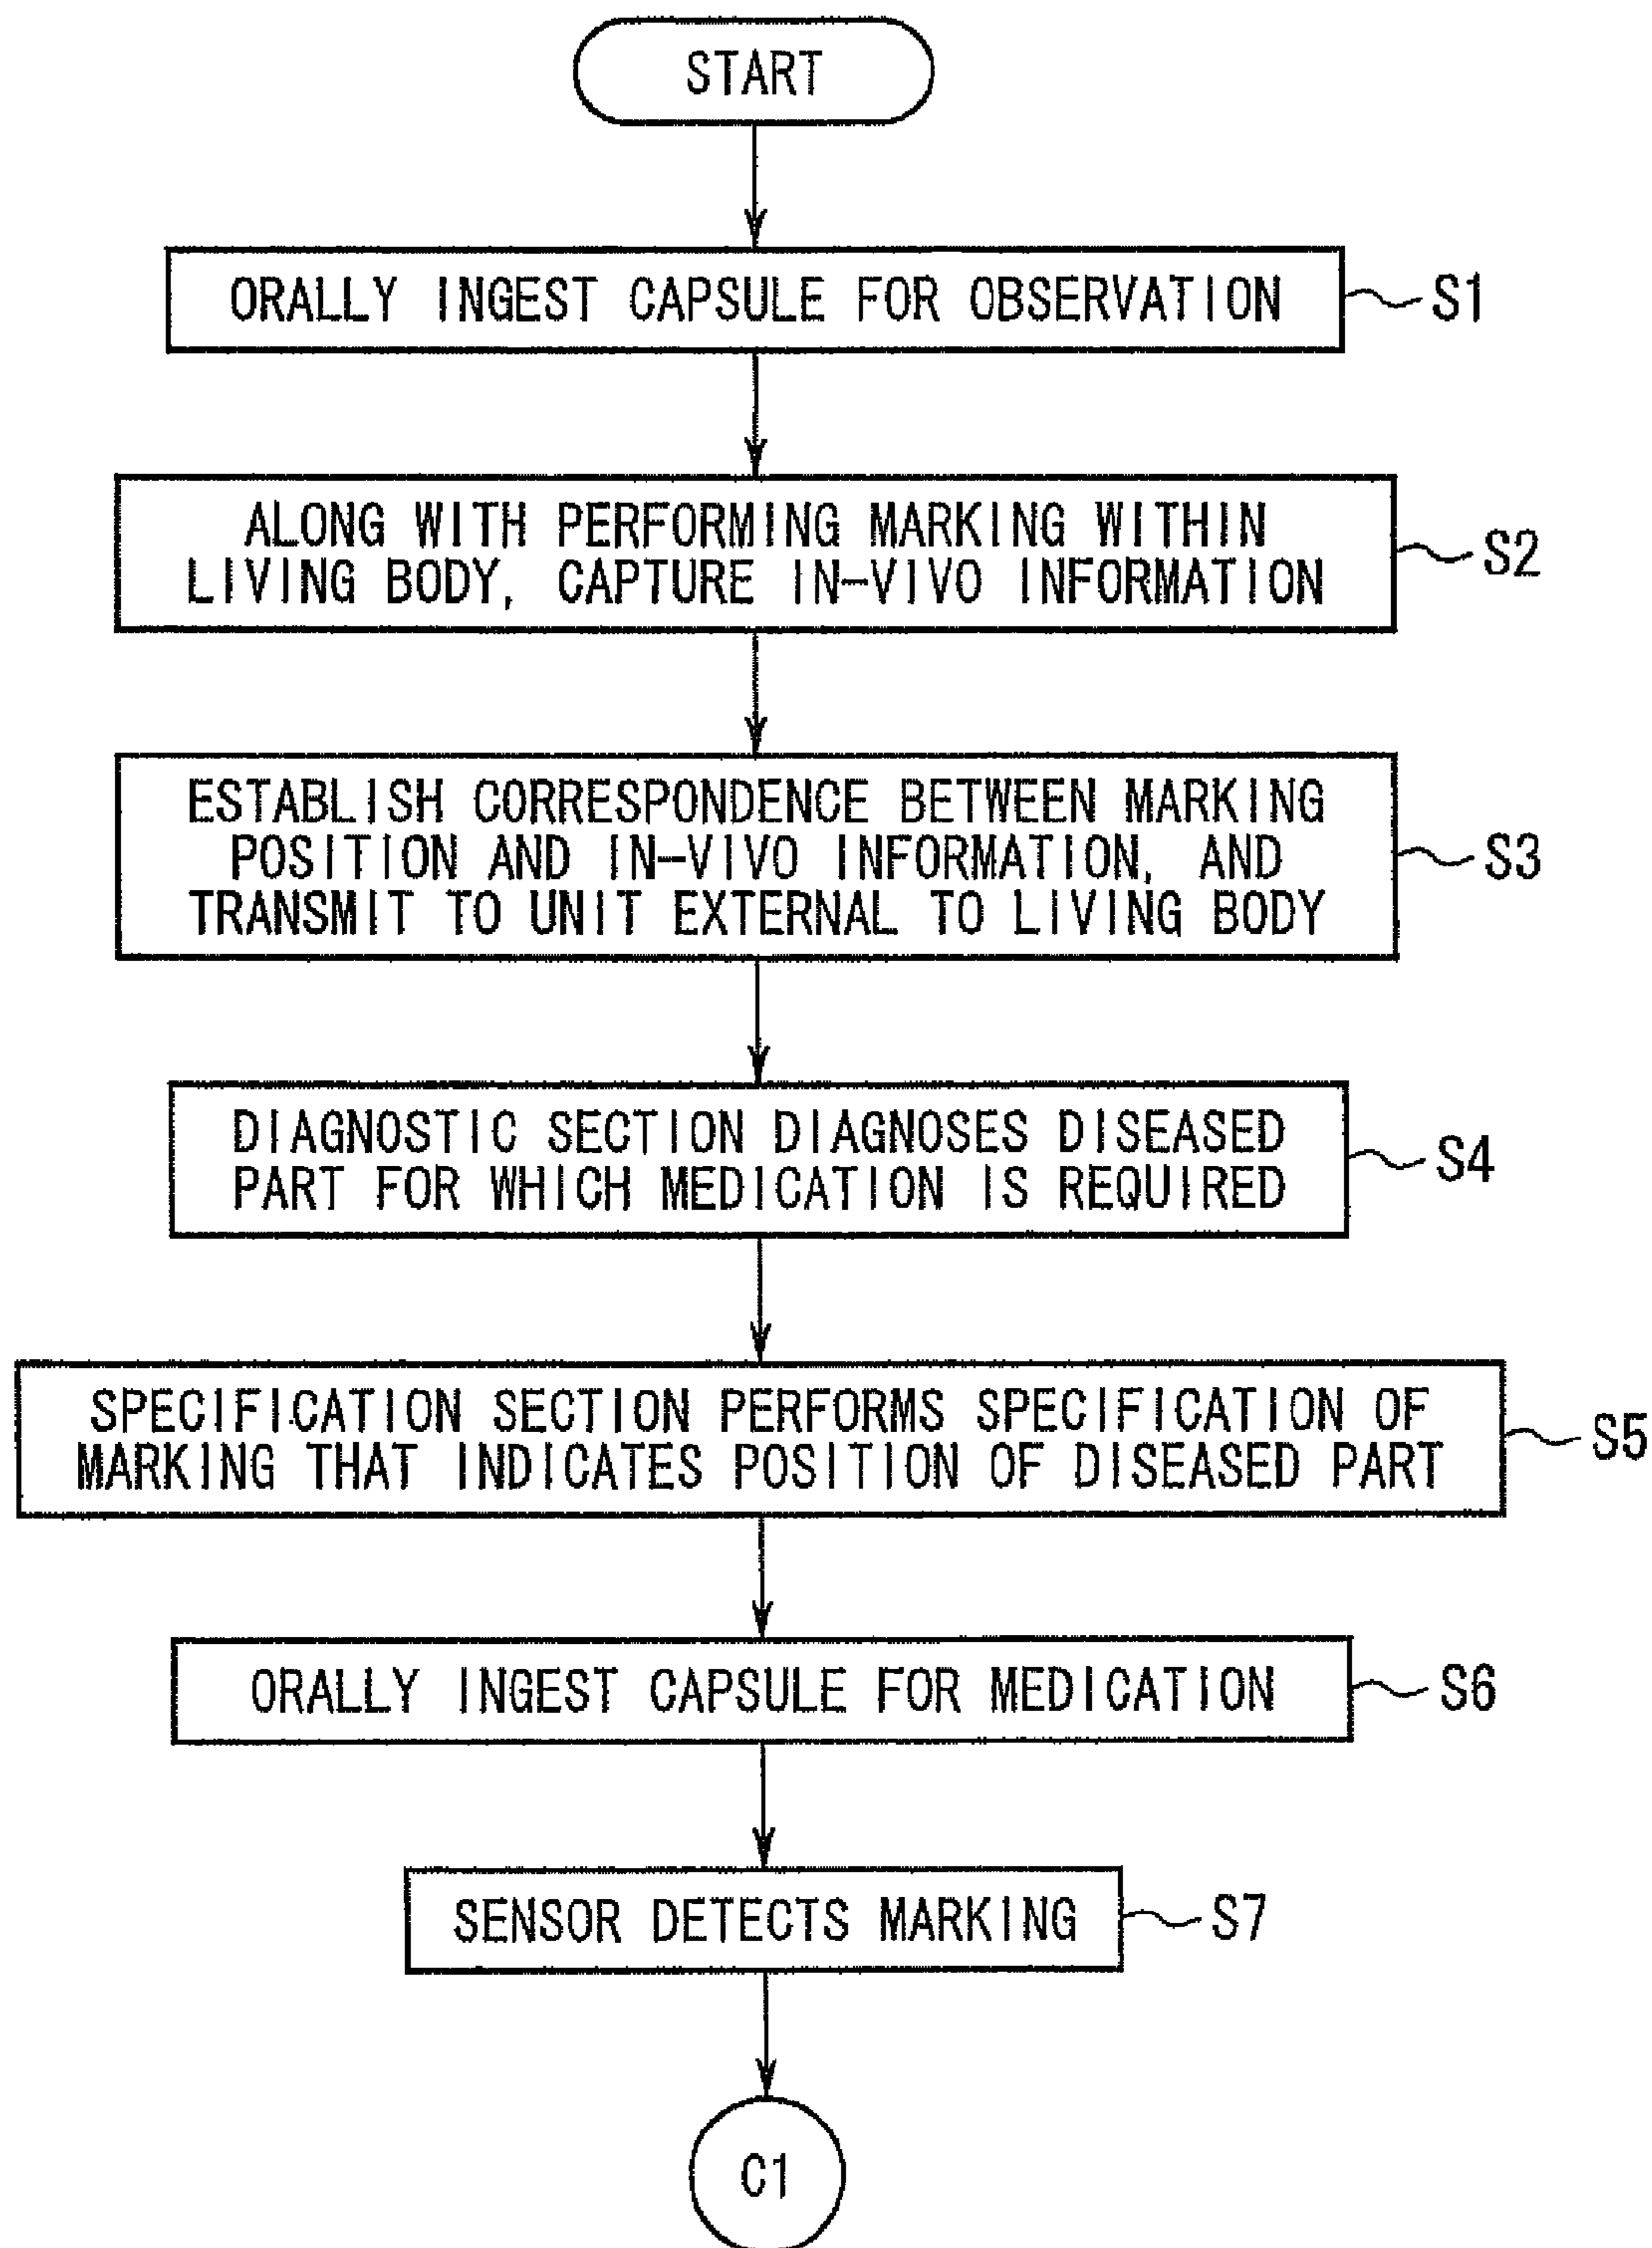 START
ORALLY INGEST CAPSULE FOR OBSERVATION
S1
ALONG WITH PERFORMING MARKING WITHIN
LIVING BODY, CAPTURE IN-VIVO INFORMATION
S2
ESTABLISH CORRESPONDENCE BETWEEN MARKING
POSITION AND IN-VIVO INFORMATION, AND
TRANSMIT TO UNIT EXTERNAL TO LIVING BODY
S3
DIAGNOSTIC SECTION DIAGNOSES DISEASED
PART FOR WHICH MEDICATION IS REQUIRED
S4
SPECIFICATION SECTION PERFORMS SPECIFICATION OF
MARKING THAT INDICATES POSITION OF DISEASED PART
S5
ORALLY INGEST CAPSULE FOR MEDICATION
S6
SENSOR DETECTS MARKING
S7
C1